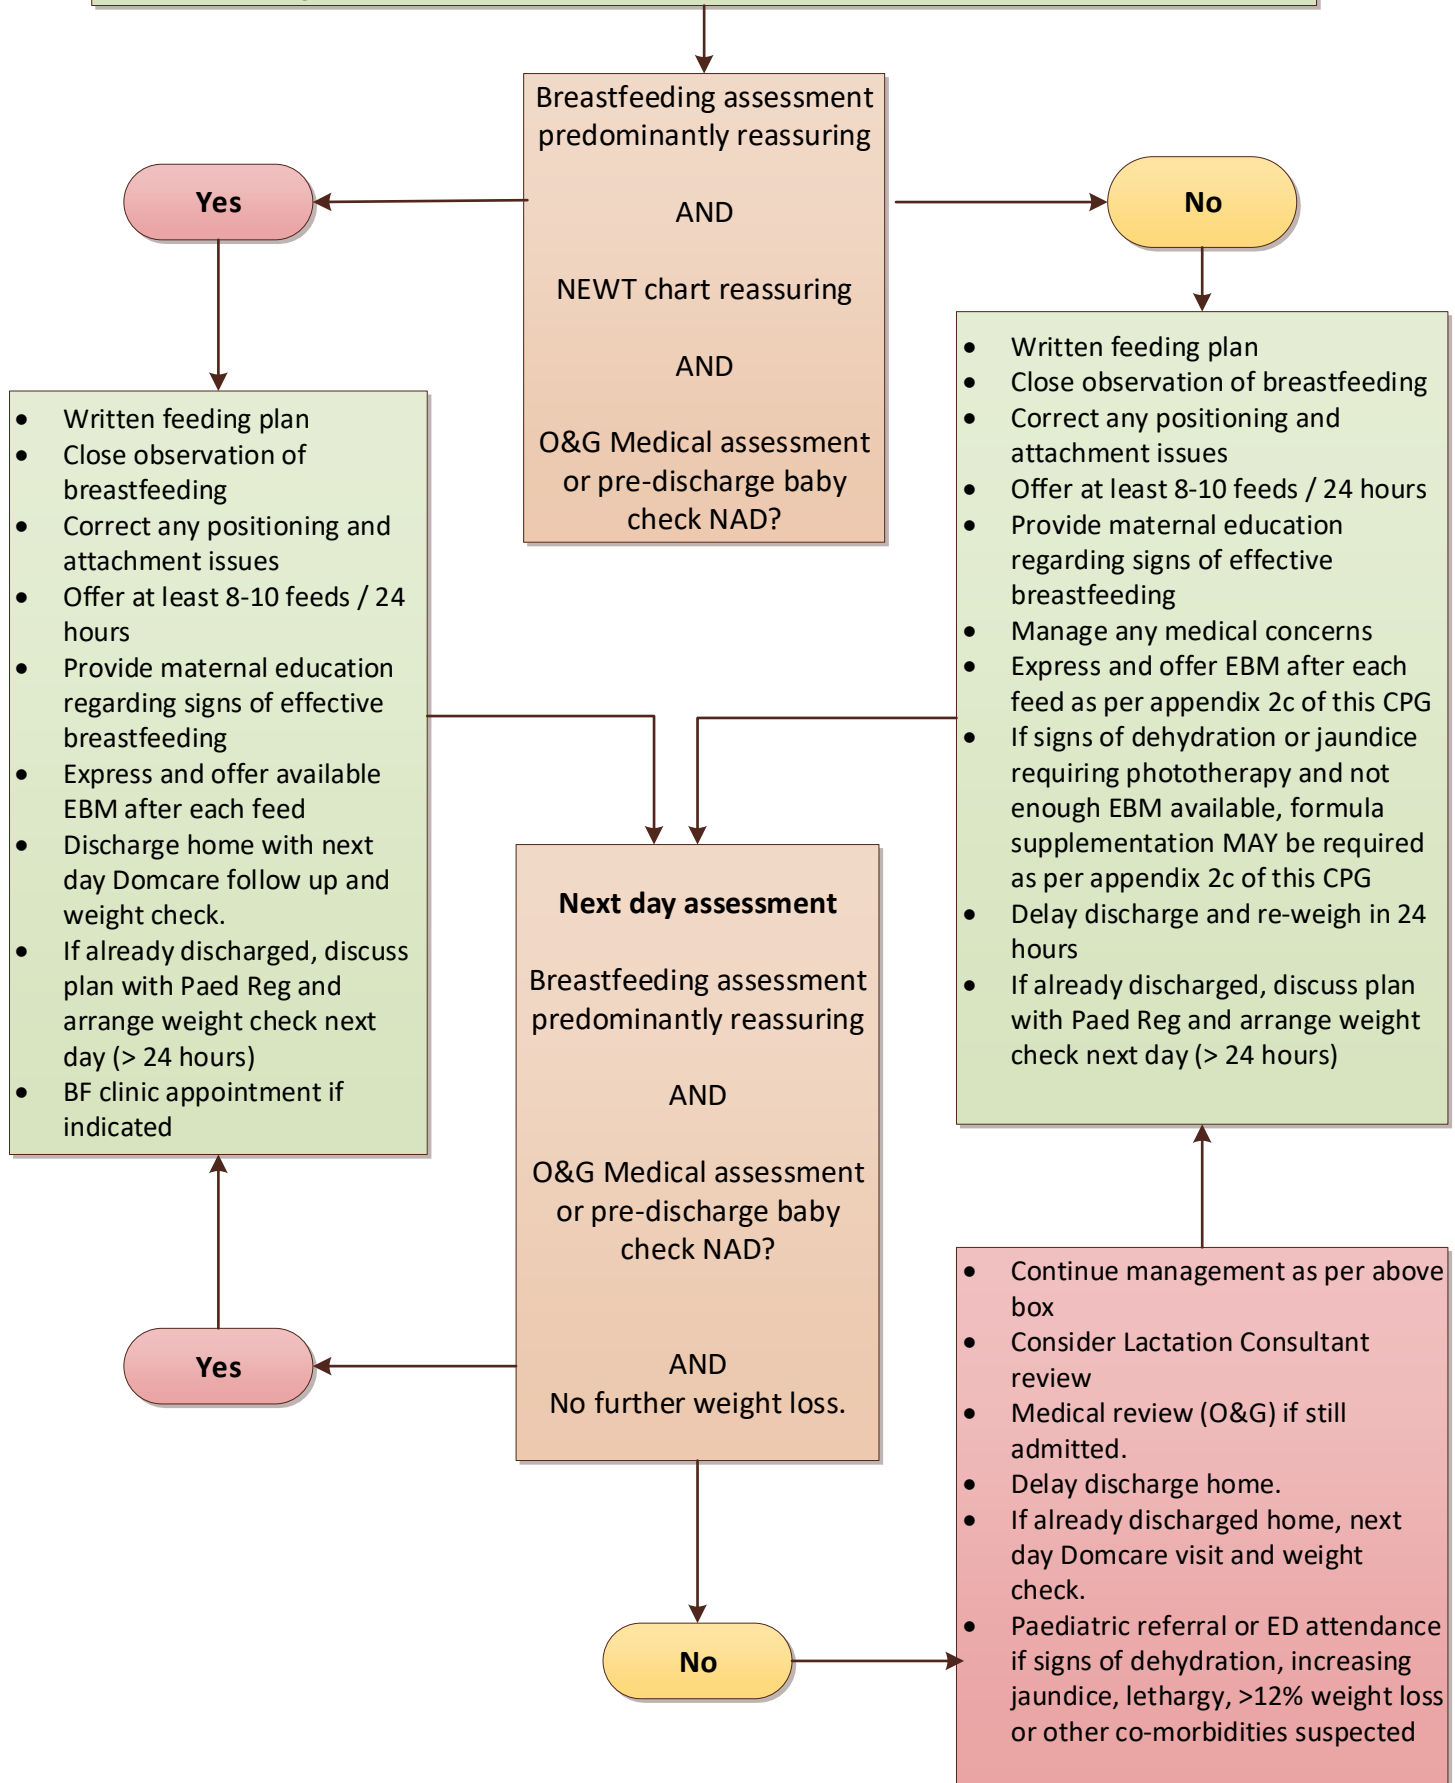 Breastfeeding assessment
predominantly reassuring
AND
NEWT chart reassuring
AND
O&G Medical assessment
or pre-discharge baby
check NAD?
Yes
No
• Written feeding plan
• Close observation of
breastfeeding
• Correct any positioning and
attachment issues
• Offer at least 8-10 feeds / 24
hours
• Provide maternal education
regarding signs of effective
breastfeeding
• Express and offer available
EBM after each feed
• Discharge home with next
day Domcare follow up and
weight check.
• If already discharged, discuss
plan with Paed Reg and
arrange weight check next
day (> 24 hours)
• BF clinic appointment if
indicated
• Written feeding plan
• Close observation of breastfeeding
• Correct any positioning and
attachment issues
• Offer at least 8-10 feeds / 24 hours
• Provide maternal education
regarding signs of effective
breastfeeding
• Manage any medical concerns
• Express and offer EBM after each
feed as per appendix 2c of this CPG
• If signs of dehydration or jaundice
requiring phototherapy and not
enough EBM available, formula
supplementation MAY be required
as per appendix 2c of this CPG
• Delay discharge and re-weigh in 24
hours
• If already discharged, discuss plan
with Paed Reg and arrange weight
check next day (> 24 hours)
Next day assessment
Breastfeeding assessment
predominantly reassuring
AND
O&G Medical assessment
or pre-discharge baby
check NAD?
AND
No further weight loss.
Yes
No
• Continue management as per above
box
• Consider Lactation Consultant
review
• Medical review (O&G) if still
admitted.
• Delay discharge home.
• If already discharged home, next
day Domcare visit and weight
check.
• Paediatric referral or ED attendance
if signs of dehydration, increasing
jaundice, lethargy, >12% weight loss
or other co-morbidities suspected